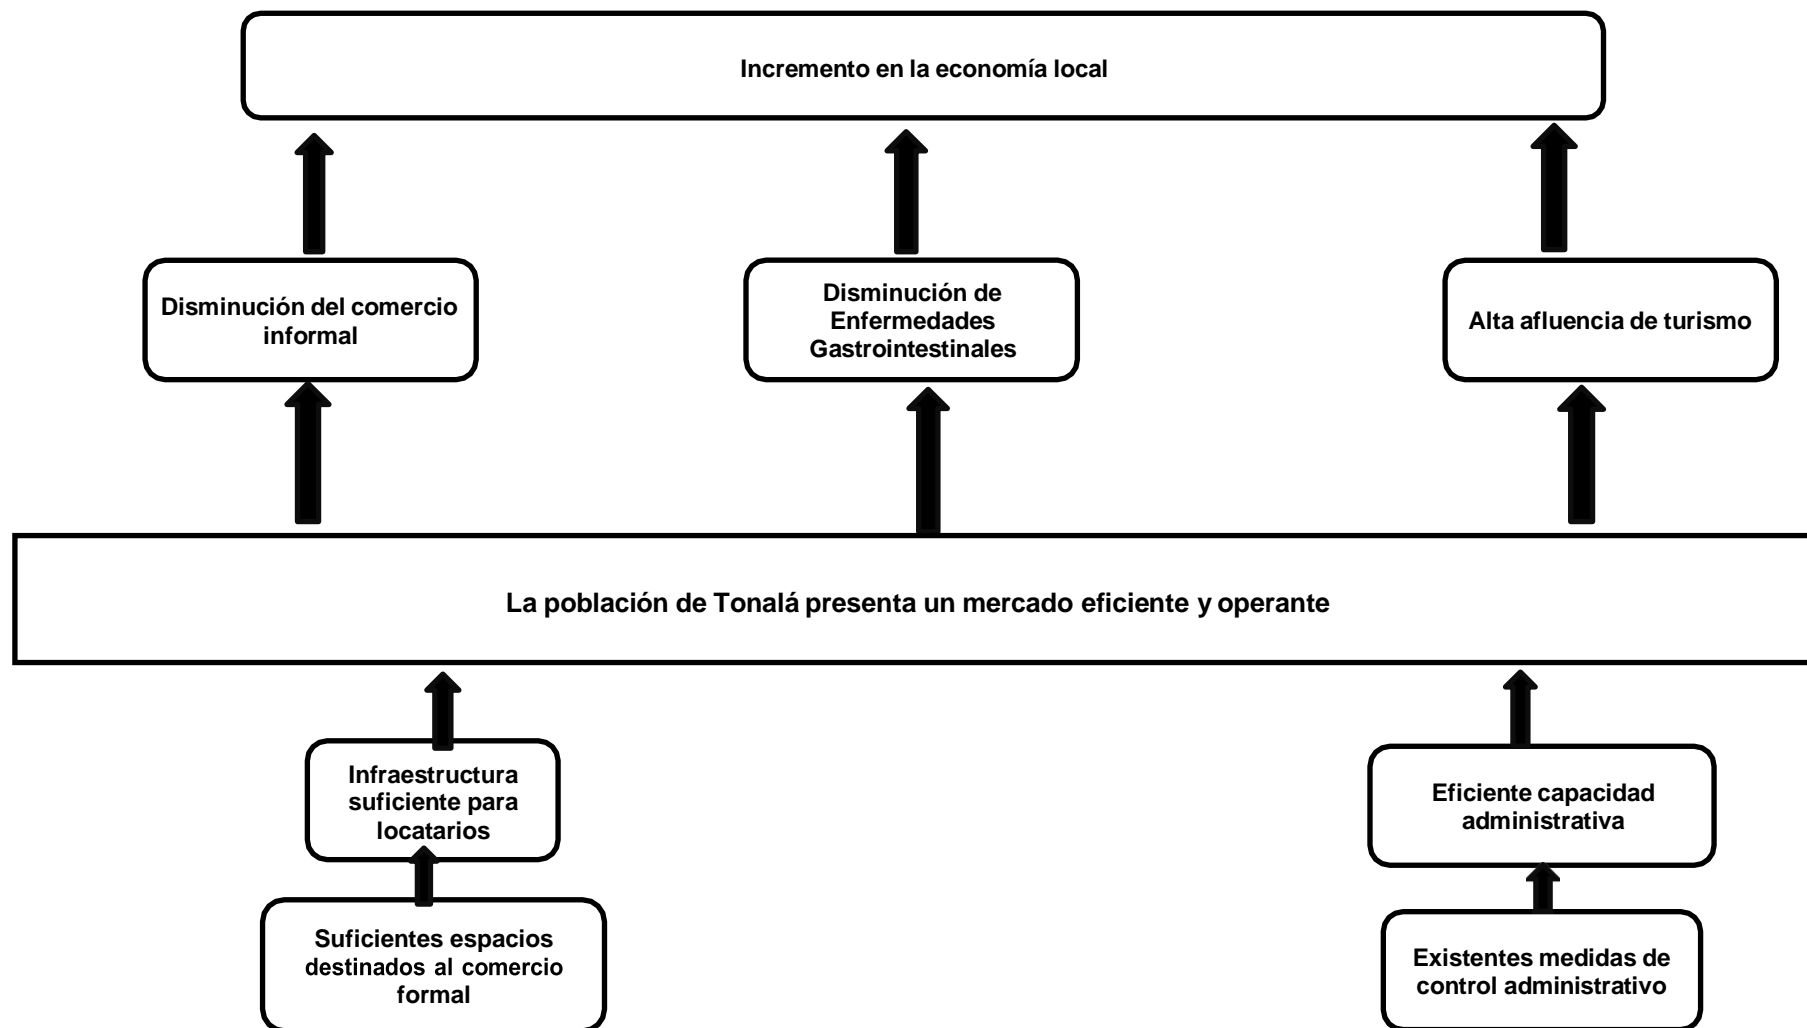 Incremento en la economía local
Disminución del comercio
informal
Disminución de
Enfermedades
Gastrointestinales
Alta afluencia de turismo
La población de Tonalá presenta un mercado eficiente y operante
Infraestructura
suficiente para
locatarios
Eficiente capacidad
administrativa
Suficientes espacios
destinados al comercio
formal
Existentes medidas de
control administrativo